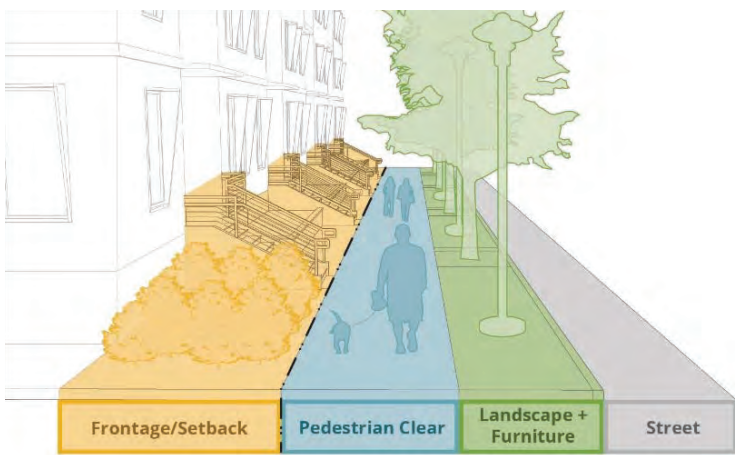 Frontage/Setback
Pedestrian Clear
Landscape +
Furniture
Street